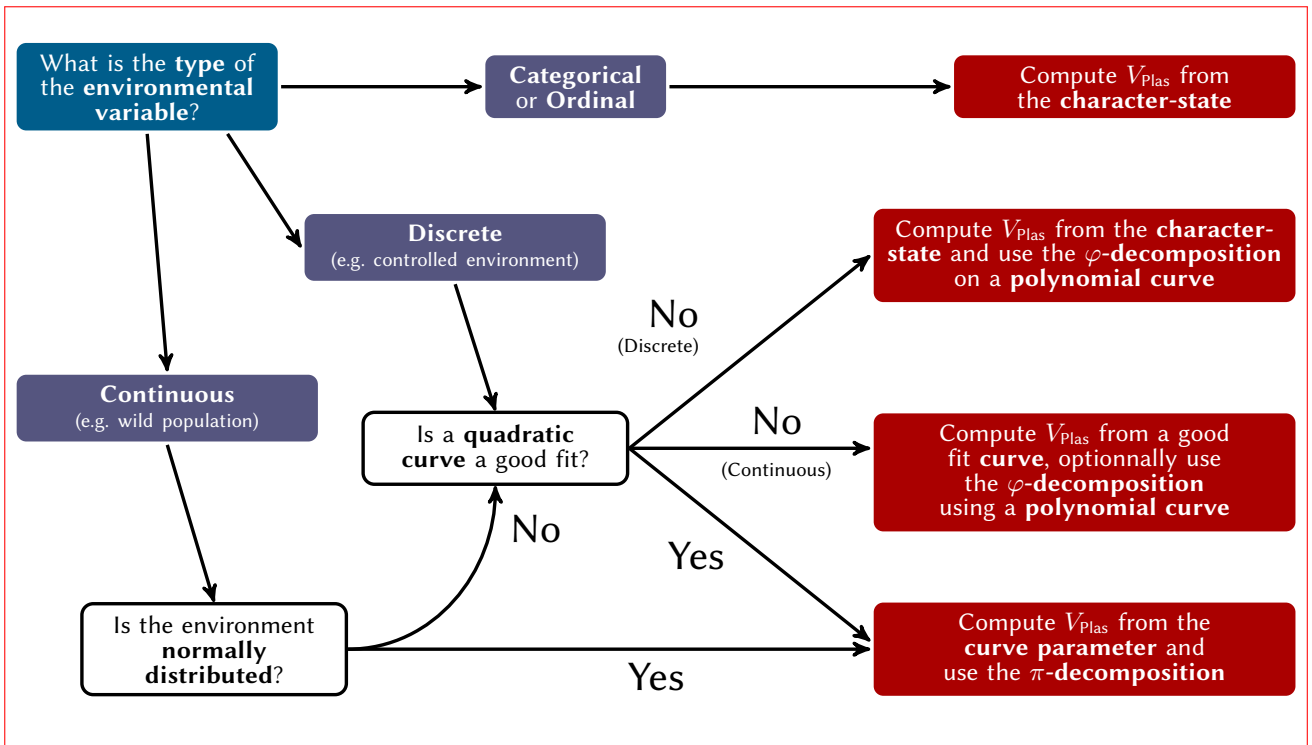 What is the type of
the environmental
variable?
Categorical
or Ordinal
Compute V_Plas from
the character-state
Discrete
(e.g. controlled environment)
Compute V_Plas from the character-
state and use the φ-decomposition
on a polynomial curve
No
(Discrete)
Continuous
(e.g. wild population)
Is a quadratic
curve a good fit?
No
(Continuous)
Compute V_Plas from a good
fit curve, optionnally use
the φ-decomposition
using a polynomial curve
No
Yes
Is the environment
normally
distributed?
Yes
Compute V_Plas from the
curve parameter and
use the π-decomposition